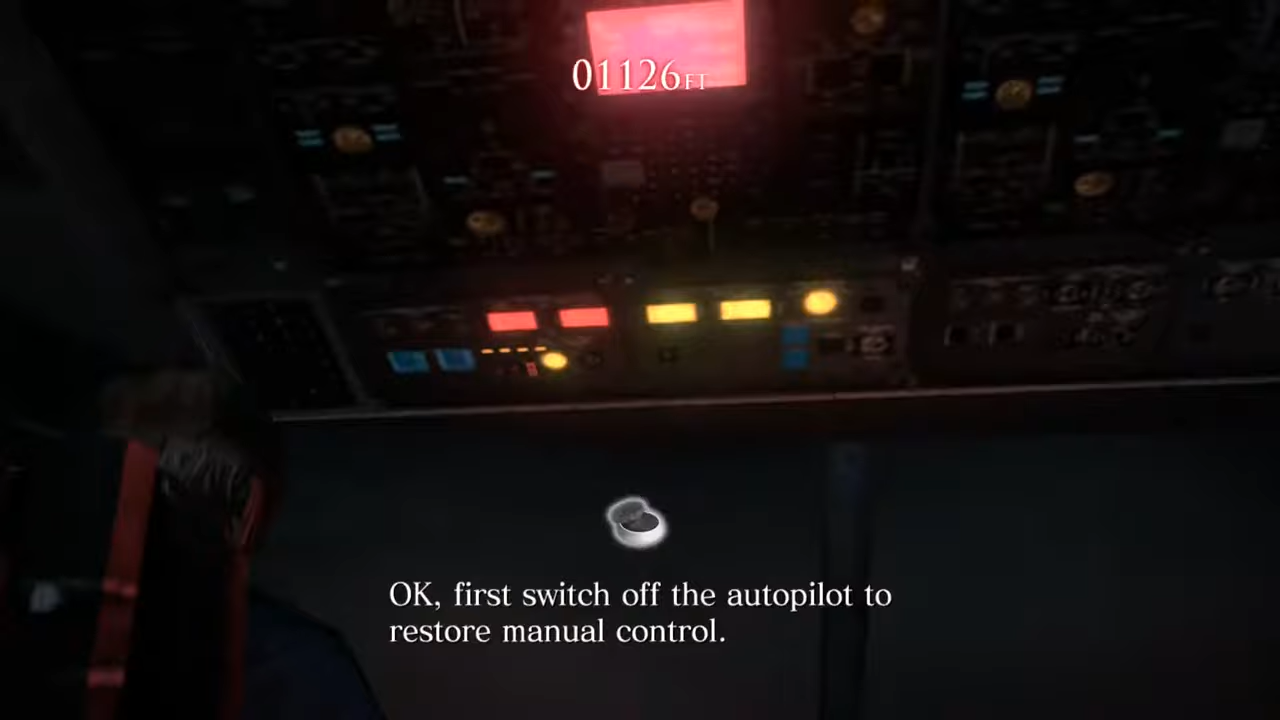 01126FT
OK, first switch off the autopilot to
restore manual control.